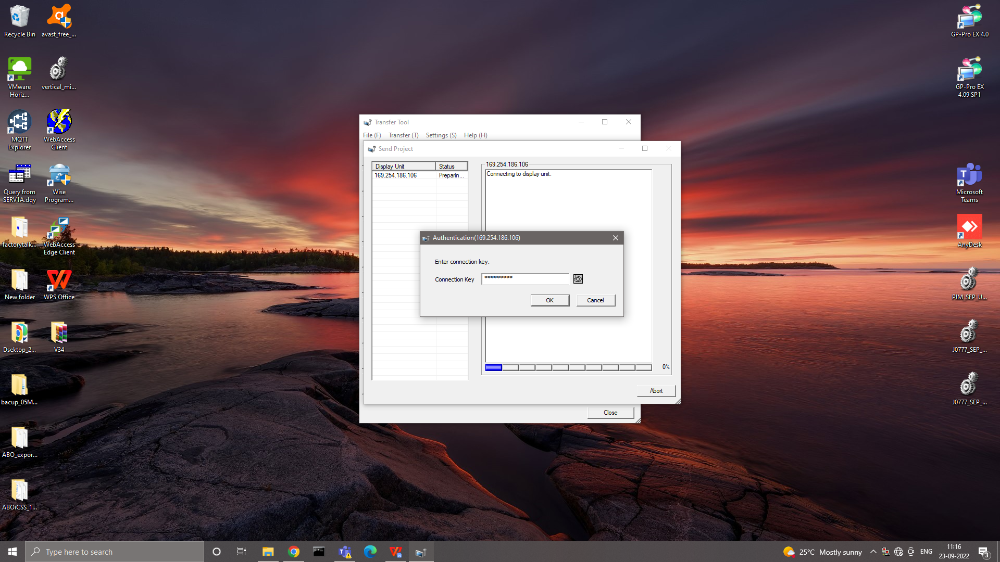 Recycle Bin
avast_free_...
VMware
Horiz...
vertical_mi...
MQTT
Explorer
WebAccess
Client
Query from
SERV1A.dqy
Wise
Program...
factorytalk...
WebAccess
Edge Client
New folder
WPS Office
Dsektop_2...
V34
bacup_05M...
ABO_expor...
ABOiCSS_1...
GP-Pro EX 4.0
GP-Pro EX
4.09 SP1
Microsoft
Teams
AnyDesk
PJM_SEP_U...
J0777_SEP_...
J0777_SEP_...
Transfer Tool
File (F) Transfer (T) Settings (S) Help (H)
Send Project
Display Unit Status
169.254.186.106 Preparin...
169.254.186.106
Connecting to display unit.
Authentication(169.254.186.106)
Enter connection key.
Connection Key *********
OK Cancel
0%
Abort
Close
Type here to search
25°C Mostly sunny
ENG
11:16
23-09-2022
3